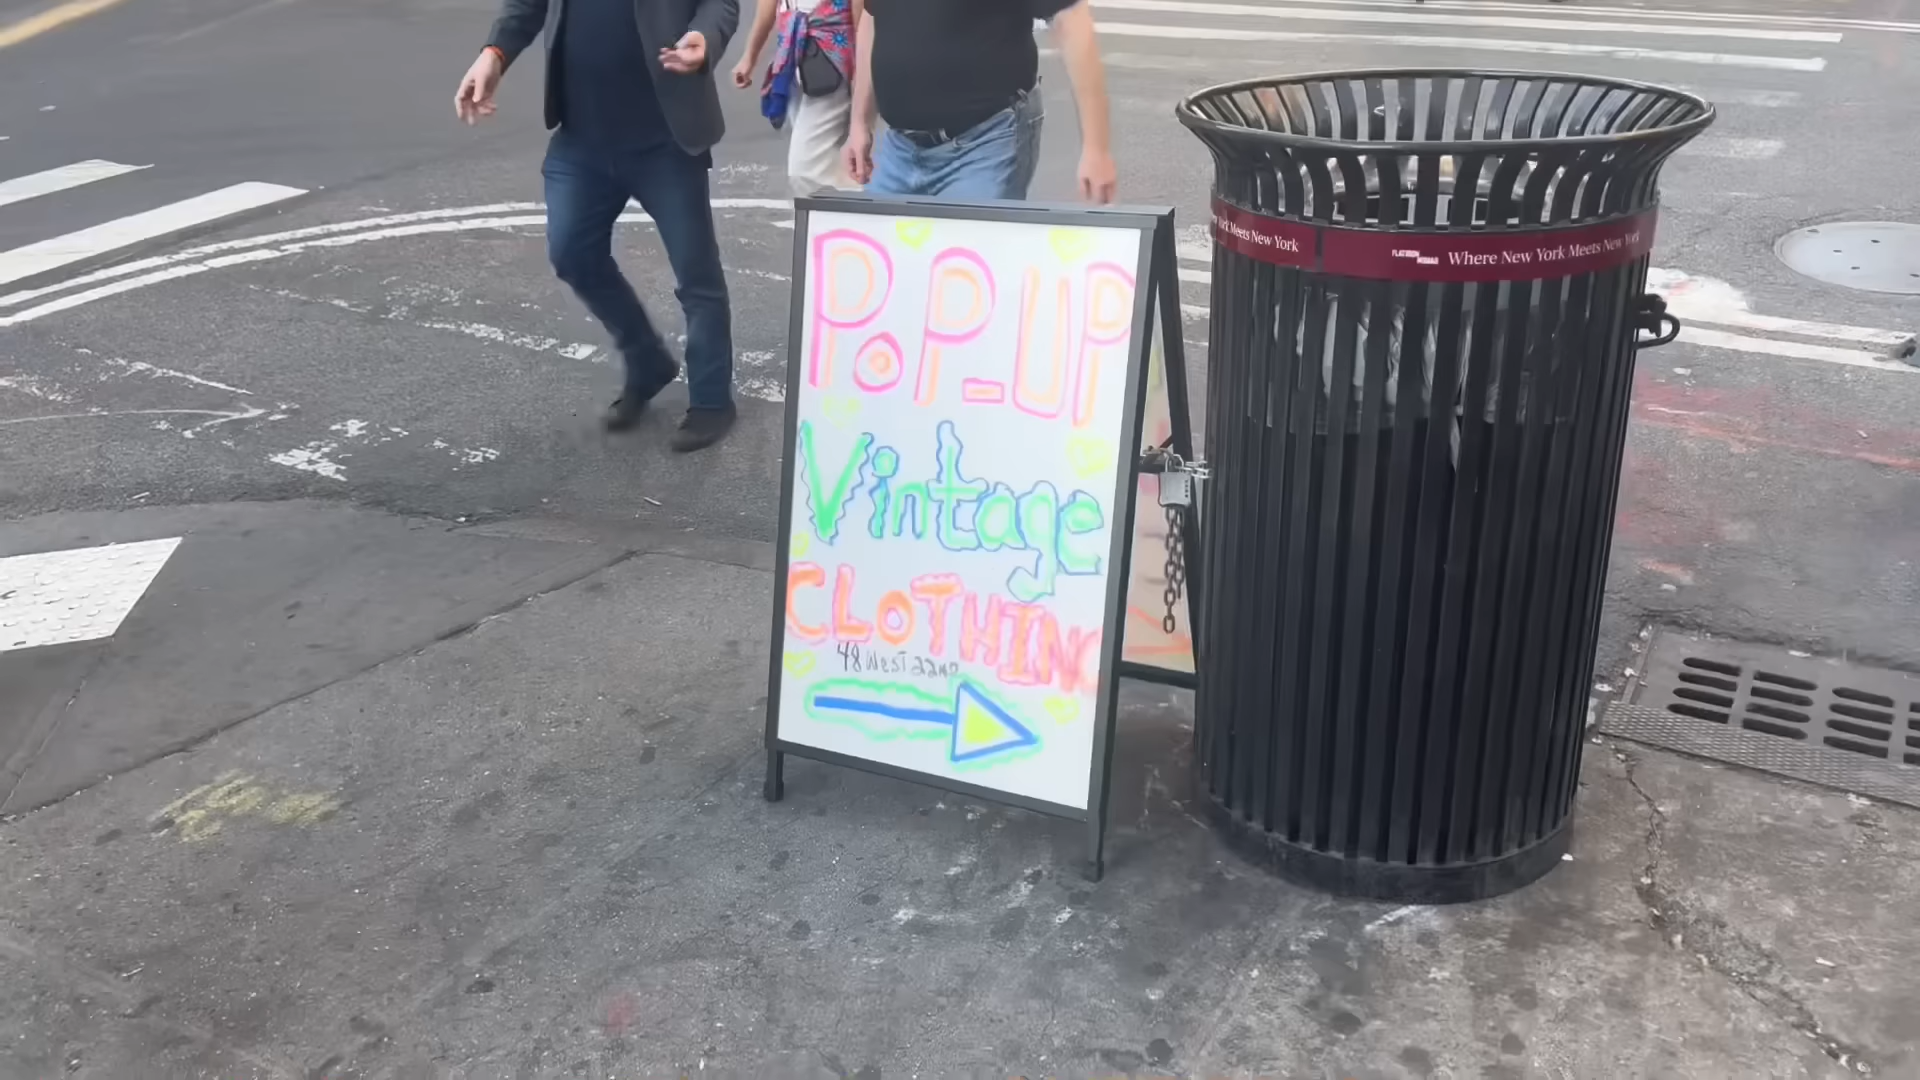 PoP-UP
Vintage
CLOTHING
48 West 22nd
York Meets New York
Where New York Meets New York